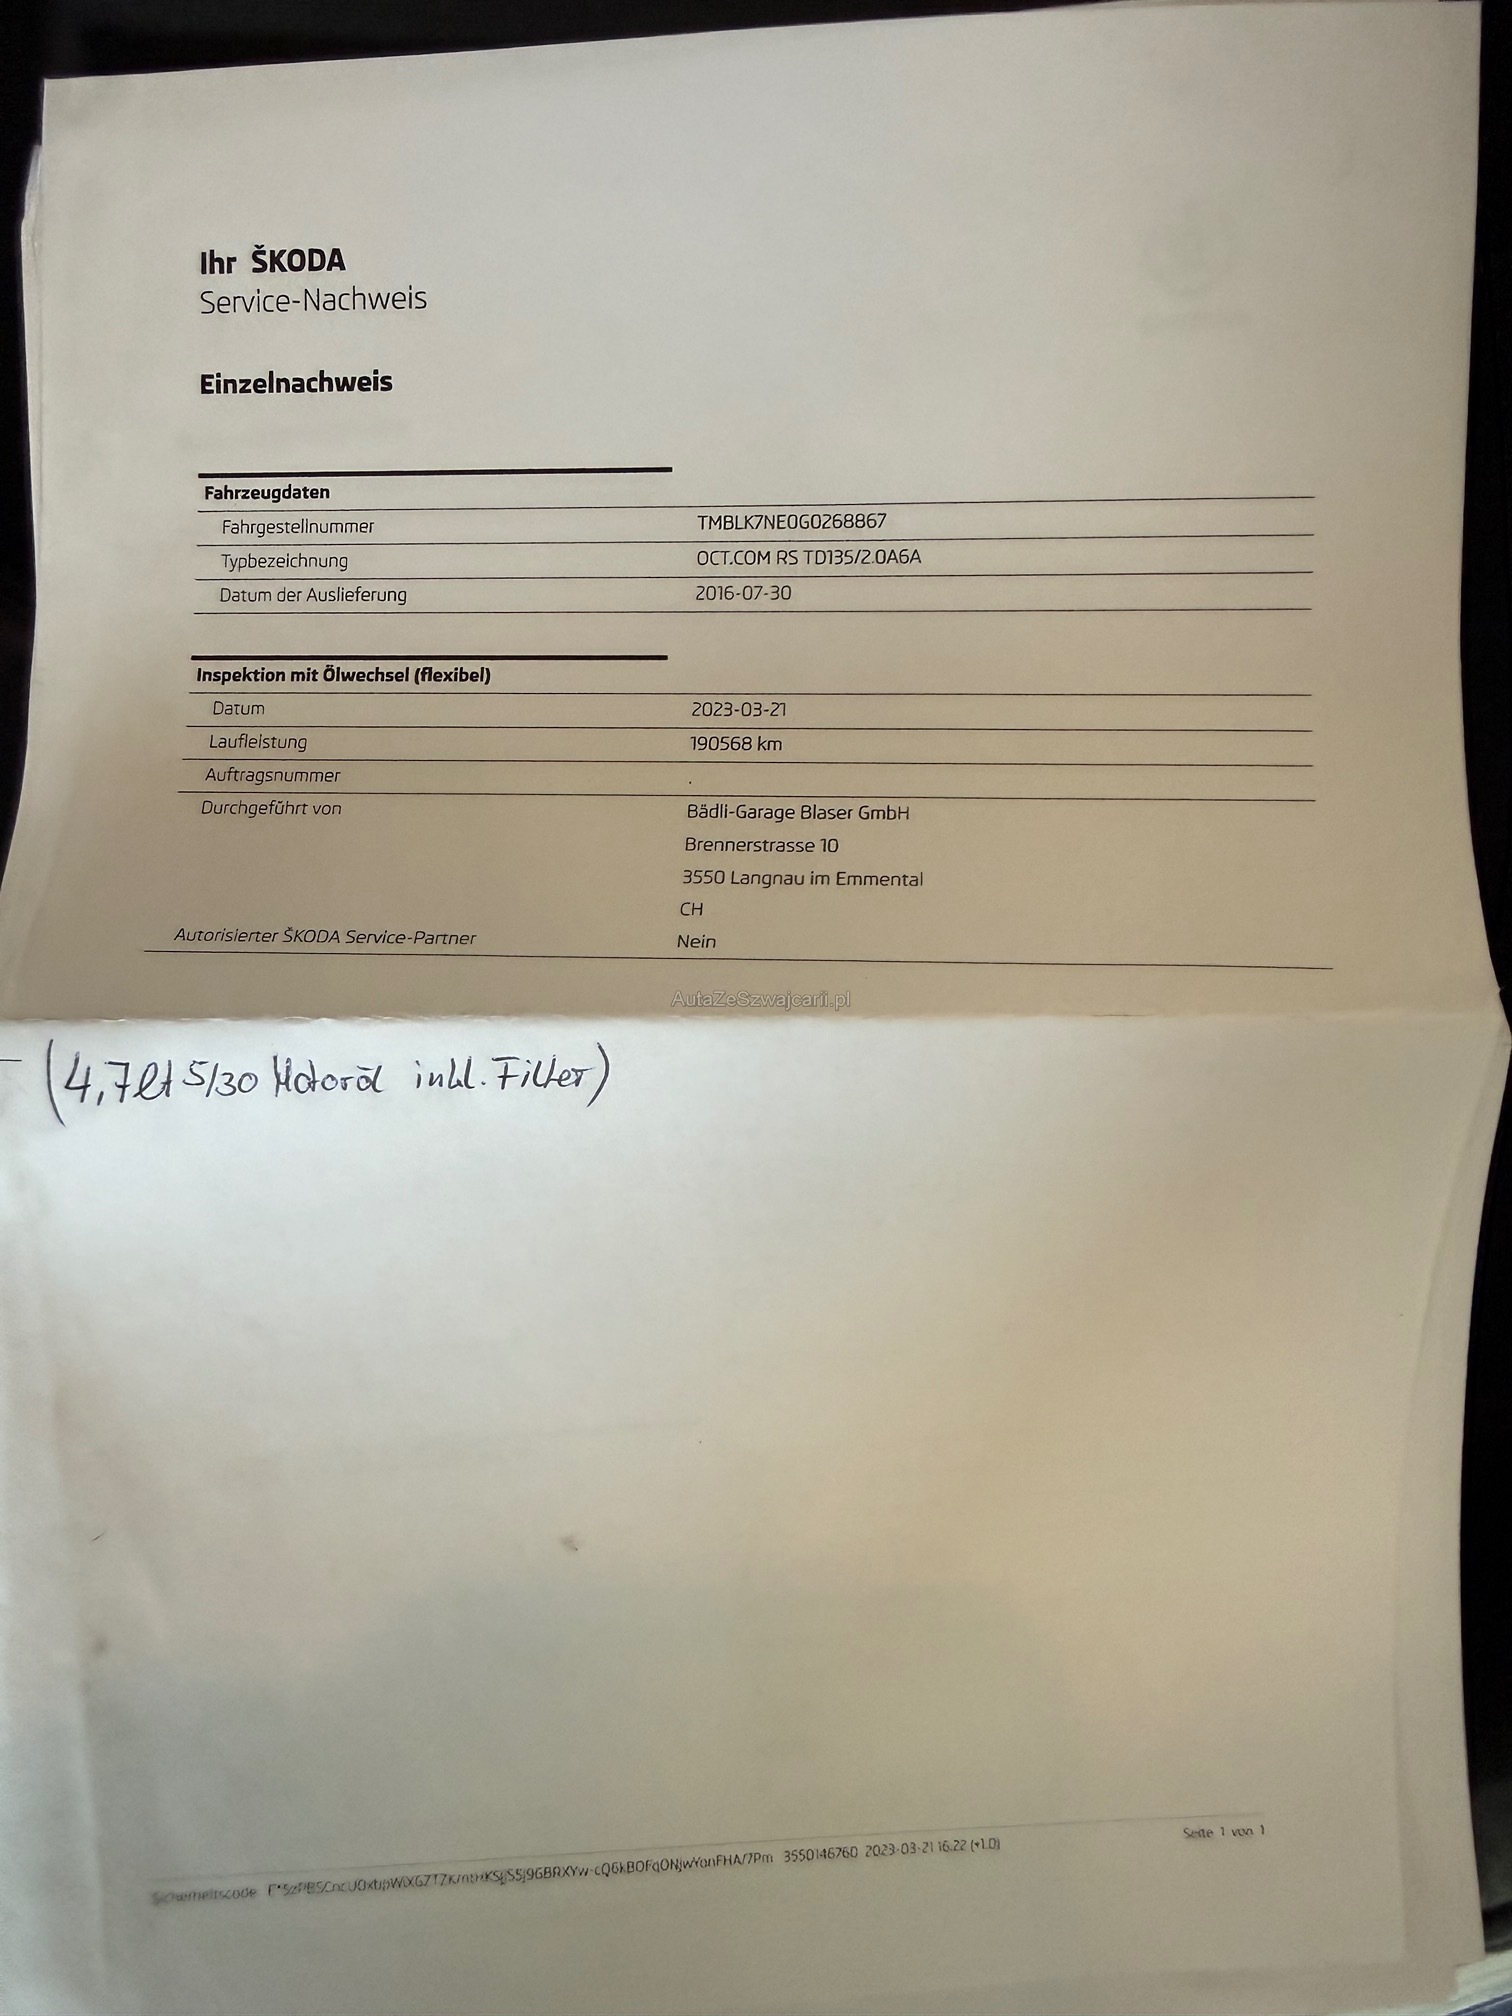 Ihr ŠKODA
Service-Nachweis
Einzelnachweis
Fahrzeugdaten
Fahrgestellnummer TMBLK7NE0G0268867
Typbezeichnung OCT.COM RS TD135/2.0A6A
Datum der Auslieferung 2016-07-30
Inspektion mit Ölwechsel (flexibel)
Datum 2023-03-21
Laufleistung 190568 km
Auftragsnummer .
Durchgeführt von Bädli-Garage Blaser GmbH
Brennerstrasse 10
3550 Langnau im Emmental
CH
Autorisierter ŠKODA Service-Partner Nein
AutaZeSzwajcarii.pl
(4,7lt 5/30 Motoröl inkl. Filter)
Sicherheitscode 3550146760 2023-03-21 16:22 (+1.0)
Seite 1 von 1